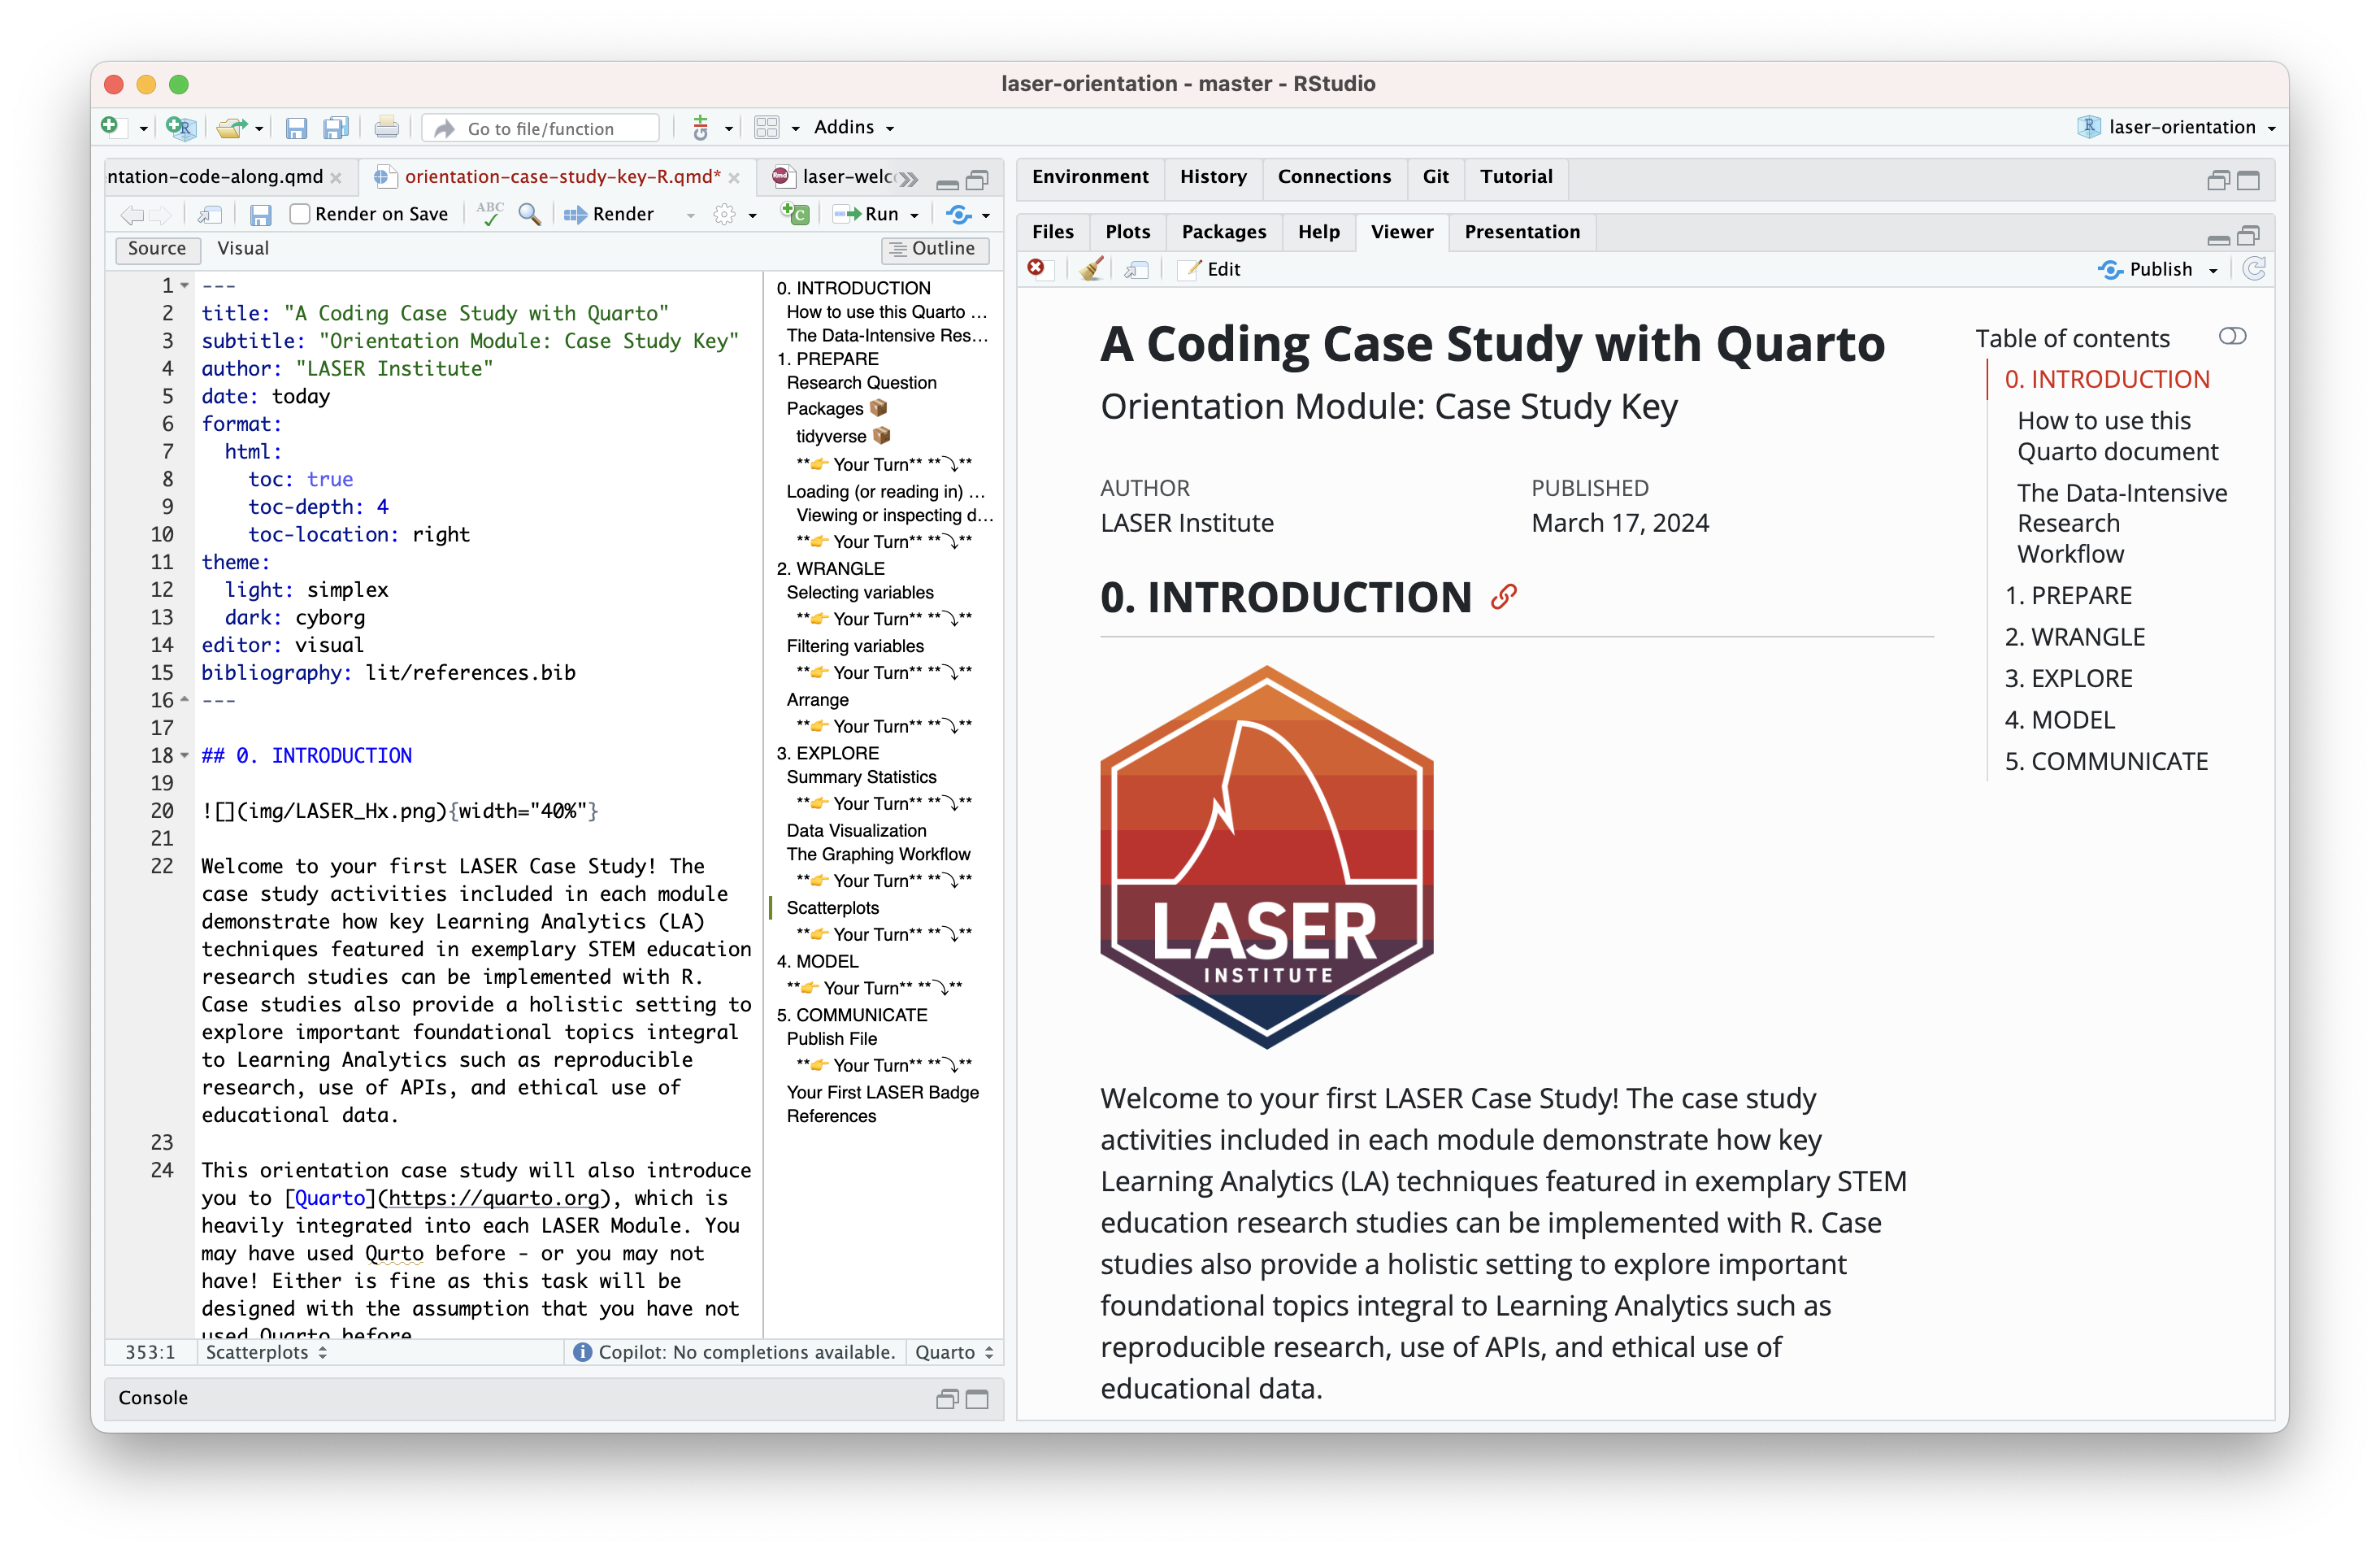 laser-orientation - master - RStudio
Go to file/function
Addins
laser-orientation
ntation-code-along.qmd
orientation-case-study-key-R.qmd*
laser-welc
Render on Save
ABC
Render
Run
Source
Visual
Outline
1 ---
2 title: "A Coding Case Study with Quarto"
3 subtitle: "Orientation Module: Case Study Key"
4 author: "LASER Institute"
5 date: today
6 format:
7 html:
8 toc: true
9 toc-depth: 4
10 toc-location: right
11 theme:
12 light: simplex
13 dark: cyborg
14 editor: visual
15 bibliography: lit/references.bib
16 ---
17
18 ## 0. INTRODUCTION
19
20 ![](img/LASER_Hx.png){width="40%"}
21
22 Welcome to your first LASER Case Study! The
case study activities included in each module
demonstrate how key Learning Analytics (LA)
techniques featured in exemplary STEM education
research studies can be implemented with R.
Case studies also provide a holistic setting to
explore important foundational topics integral
to Learning Analytics such as reproducible
research, use of APIs, and ethical use of
educational data.
23
24 This orientation case study will also introduce
you to [Quarto](https://quarto.org), which is
heavily integrated into each LASER Module. You
may have used Qurto before - or you may not
have! Either is fine as this task will be
designed with the assumption that you have not
used Quarto before
0. INTRODUCTION
How to use this Quarto ...
The Data-Intensive Res...
1. PREPARE
Research Question
Packages 📦
tidyverse 📦
**👉 Your Turn** **⤵**
Loading (or reading in) ...
Viewing or inspecting d...
**👉 Your Turn** **⤵**
2. WRANGLE
Selecting variables
**👉 Your Turn** **⤵**
Filtering variables
**👉 Your Turn** **⤵**
Arrange
**👉 Your Turn** **⤵**
3. EXPLORE
Summary Statistics
**👉 Your Turn** **⤵**
Data Visualization
The Graphing Workflow
**👉 Your Turn** **⤵**
Scatterplots
**👉 Your Turn** **⤵**
4. MODEL
**👉 Your Turn** **⤵**
5. COMMUNICATE
Publish File
**👉 Your Turn** **⤵**
Your First LASER Badge
References
353:1
Scatterplots
Copilot: No completions available.
Quarto
Console
Environment
History
Connections
Git
Tutorial
Files
Plots
Packages
Help
Viewer
Presentation
Edit
Publish
A Coding Case Study with Quarto
Orientation Module: Case Study Key
AUTHOR
LASER Institute
PUBLISHED
March 17, 2024
0. INTRODUCTION
LASER
INSTITUTE
Welcome to your first LASER Case Study! The case study
activities included in each module demonstrate how key
Learning Analytics (LA) techniques featured in exemplary STEM
education research studies can be implemented with R. Case
studies also provide a holistic setting to explore important
foundational topics integral to Learning Analytics such as
reproducible research, use of APIs, and ethical use of
educational data.
Table of contents
0. INTRODUCTION
How to use this
Quarto document
The Data-Intensive
Research
Workflow
1. PREPARE
2. WRANGLE
3. EXPLORE
4. MODEL
5. COMMUNICATE